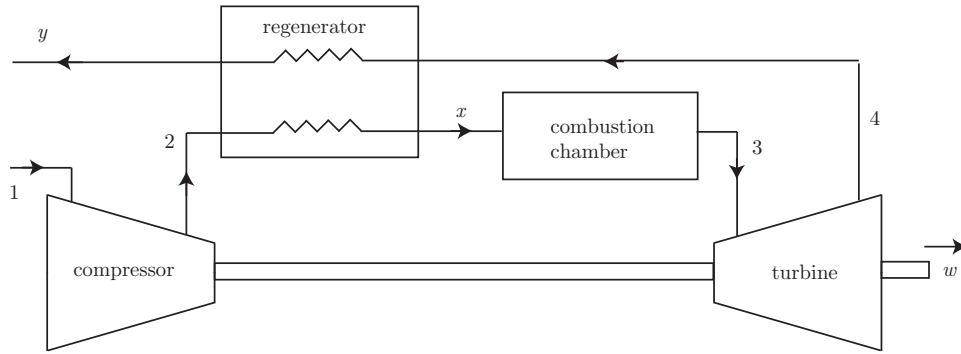 y
regenerator
x
2
combustion
chamber
3
4
1
compressor
turbine
w